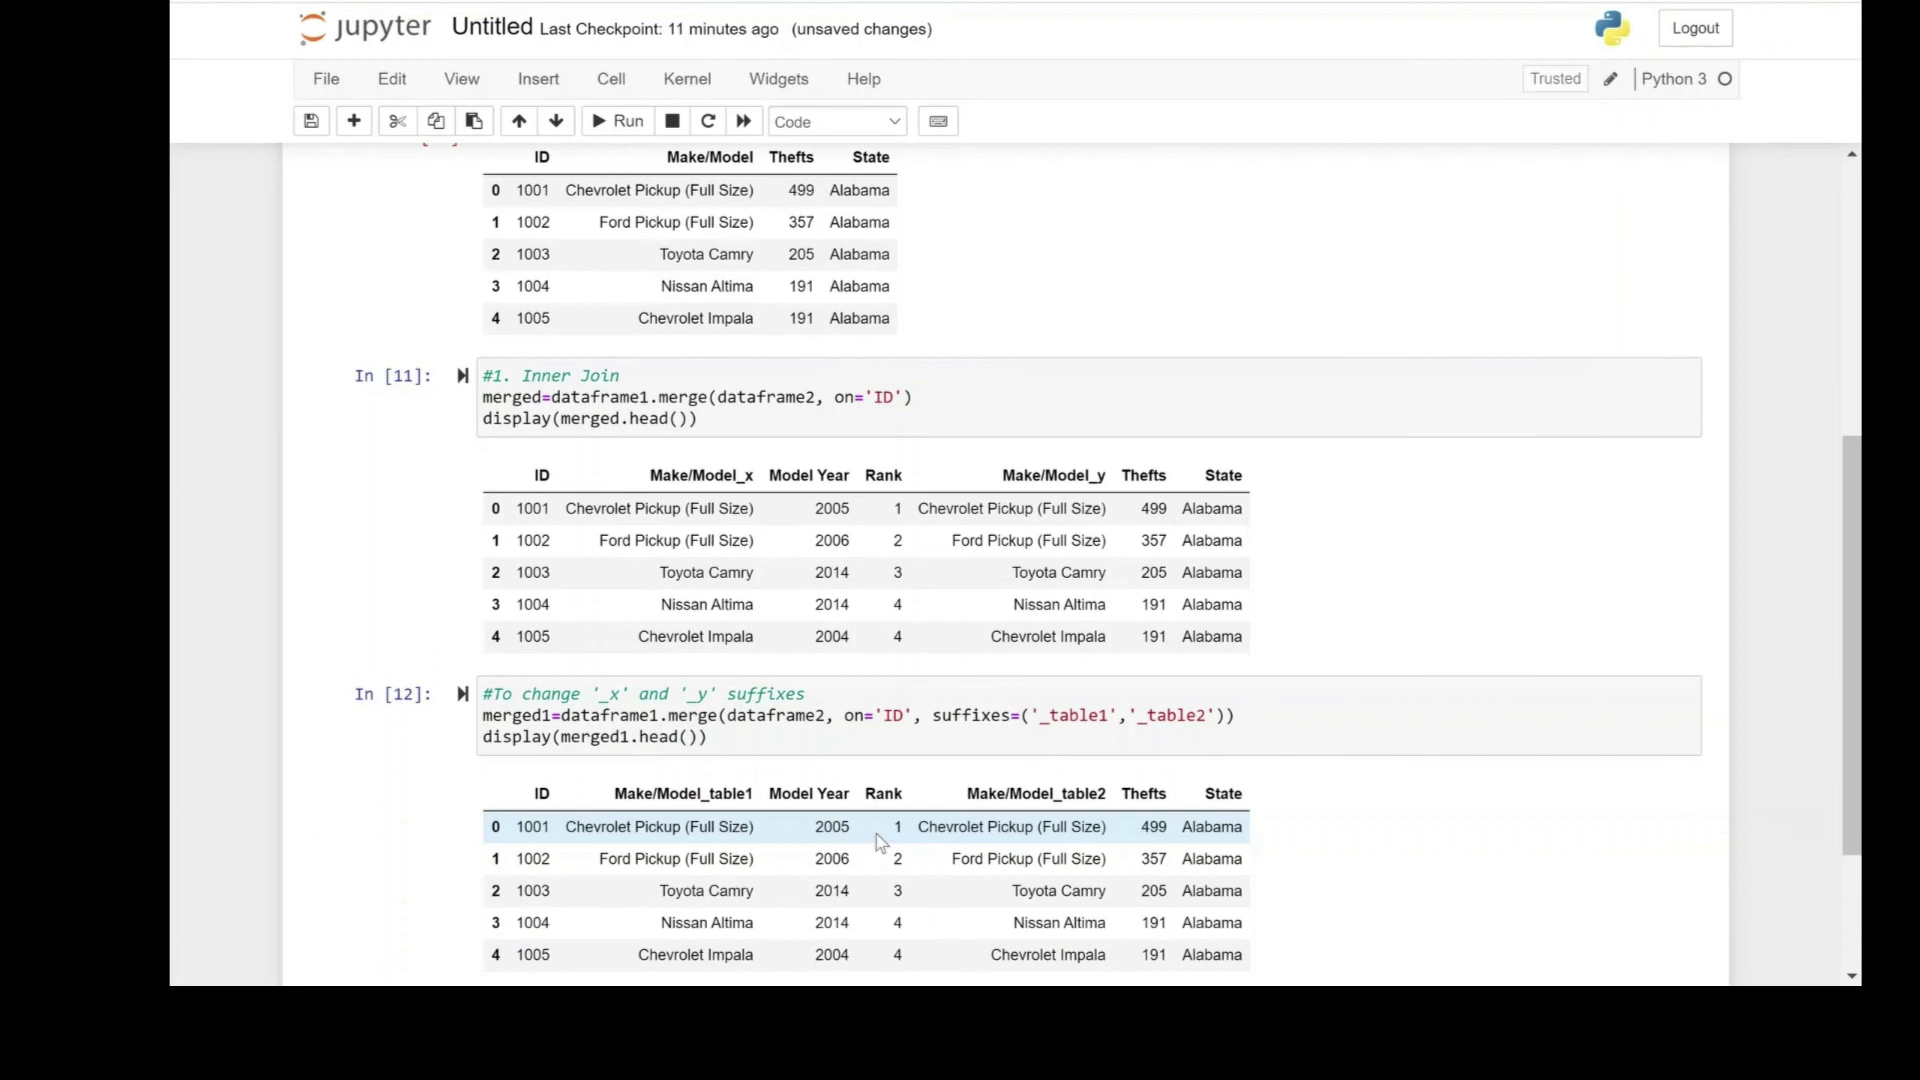 jupyter Untitled Last Checkpoint: 11 minutes ago (unsaved changes) Logout
File Edit View Insert Cell Kernel Widgets Help Trusted Python 3
Run Code
ID Make/Model Thefts State
0 1001 Chevrolet Pickup (Full Size) 499 Alabama
1 1002 Ford Pickup (Full Size) 357 Alabama
2 1003 Toyota Camry 205 Alabama
3 1004 Nissan Altima 191 Alabama
4 1005 Chevrolet Impala 191 Alabama
In [11]: #1. Inner Join
merged=dataframe1.merge(dataframe2, on='ID')
display(merged.head())
ID Make/Model_x Model Year Rank Make/Model_y Thefts State
0 1001 Chevrolet Pickup (Full Size) 2005 1 Chevrolet Pickup (Full Size) 499 Alabama
1 1002 Ford Pickup (Full Size) 2006 2 Ford Pickup (Full Size) 357 Alabama
2 1003 Toyota Camry 2014 3 Toyota Camry 205 Alabama
3 1004 Nissan Altima 2014 4 Nissan Altima 191 Alabama
4 1005 Chevrolet Impala 2004 4 Chevrolet Impala 191 Alabama
In [12]: #To change '_x' and '_y' suffixes
merged1=dataframe1.merge(dataframe2, on='ID', suffixes=('_table1','_table2'))
display(merged1.head())
ID Make/Model_table1 Model Year Rank Make/Model_table2 Thefts State
0 1001 Chevrolet Pickup (Full Size) 2005 1 Chevrolet Pickup (Full Size) 499 Alabama
1 1002 Ford Pickup (Full Size) 2006 2 Ford Pickup (Full Size) 357 Alabama
2 1003 Toyota Camry 2014 3 Toyota Camry 205 Alabama
3 1004 Nissan Altima 2014 4 Nissan Altima 191 Alabama
4 1005 Chevrolet Impala 2004 4 Chevrolet Impala 191 Alabama